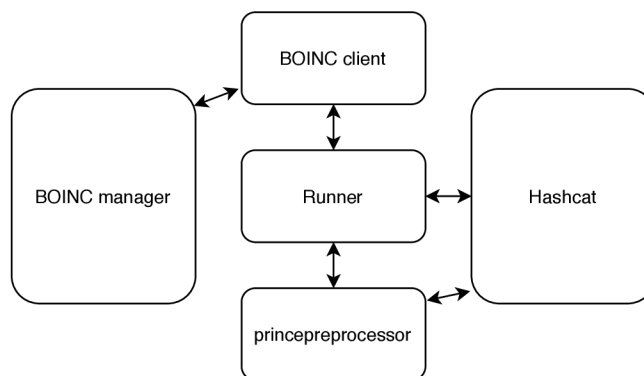 BOINC client
BOINC manager
Runner
Hashcat
princepreprocessor